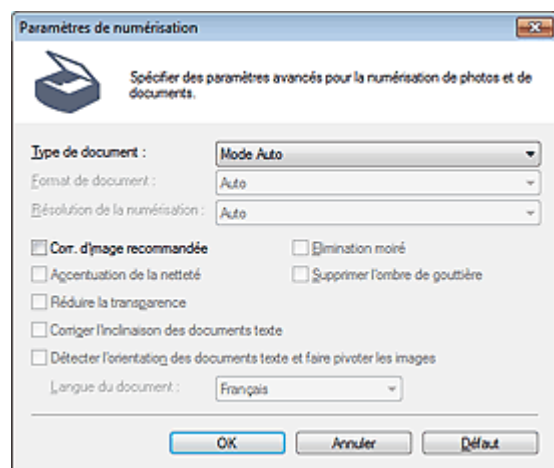 Paramètres de numérisation
Spécifier des paramètres avancés pour la numérisation de photos et de
documents.
Type de document : Mode Auto
Format de document : Auto
Résolution de la numérisation : Auto
Corr. d'image recommandée Elimination moiré
Accentuation de la netteté Supprimer l'ombre de gouttière
Réduire la transparence
Corriger l'inclinaison des documents texte
Détecter l'orientation des documents texte et faire pivoter les images
Langue du document : Français
OK Annuler Défaut